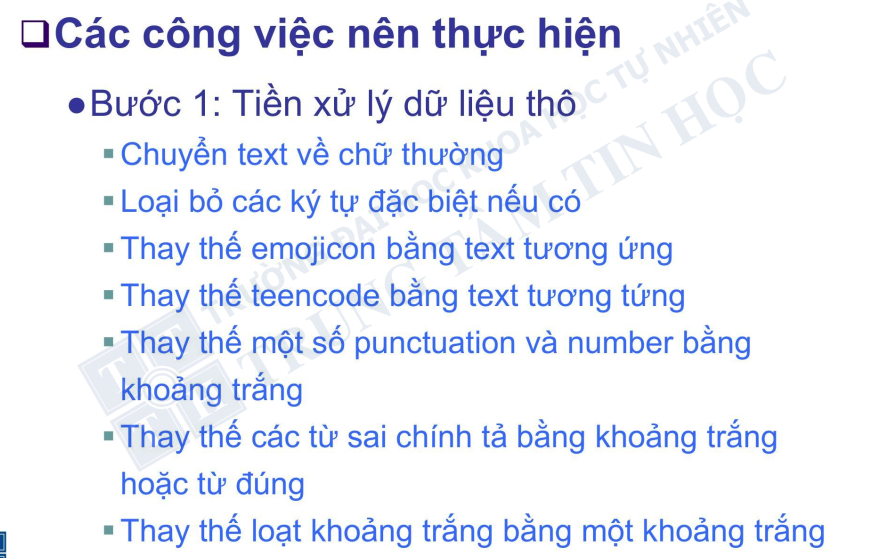 ❑Các công việc nên thực hiện
●Bước 1: Tiền xử lý dữ liệu thô
▪Chuyển text về chữ thường
▪Loại bỏ các ký tự đặc biệt nếu có
▪Thay thế emojicon bằng text tương ứng
▪Thay thế teencode bằng text tương tứng
▪Thay thế một số punctuation và number bằng
khoảng trắng
▪Thay thế các từ sai chính tả bằng khoảng trắng
hoặc từ đúng
▪Thay thế loạt khoảng trắng bằng một khoảng trắng
TRƯỜNG ĐẠI HỌC KHOA HỌC TỰ NHIÊN
TRUNG TÂM TIN HỌC